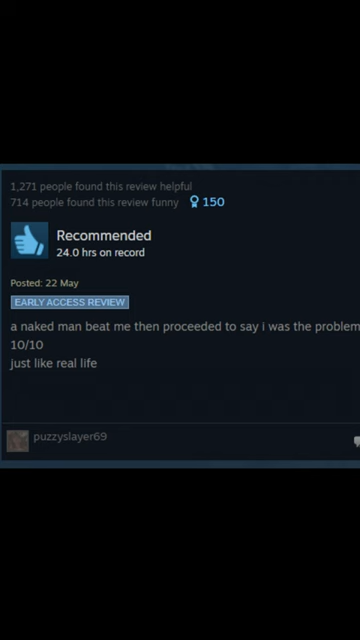 1,271 people found this review helpful
714 people found this review funny 150
Recommended
24.0 hrs on record
Posted: 22 May
EARLY ACCESS REVIEW
a naked man beat me then proceeded to say i was the problem
10/10
just like real life
puzzyslayer69